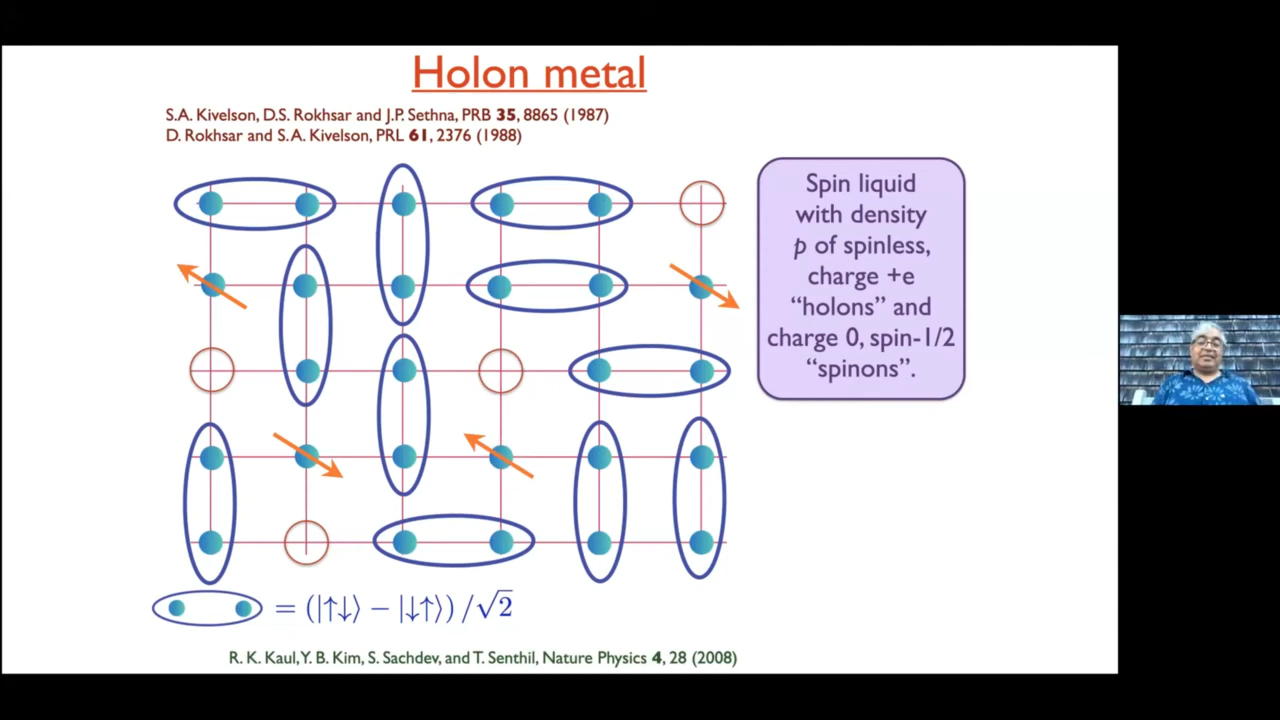 Holon metal
S.A. Kivelson, D.S. Rokhsar and J.P. Sethna, PRB 35, 8865 (1987)
D. Rokhsar and S.A. Kivelson, PRL 61, 2376 (1988)
Spin liquid
with density
p of spinless,
charge +e
“holons” and
charge 0, spin-1/2
“spinons”.
= (|↑↓⟩ − |↓↑⟩) /√2
R. K. Kaul, Y. B. Kim, S. Sachdev, and T. Senthil, Nature Physics 4, 28 (2008)